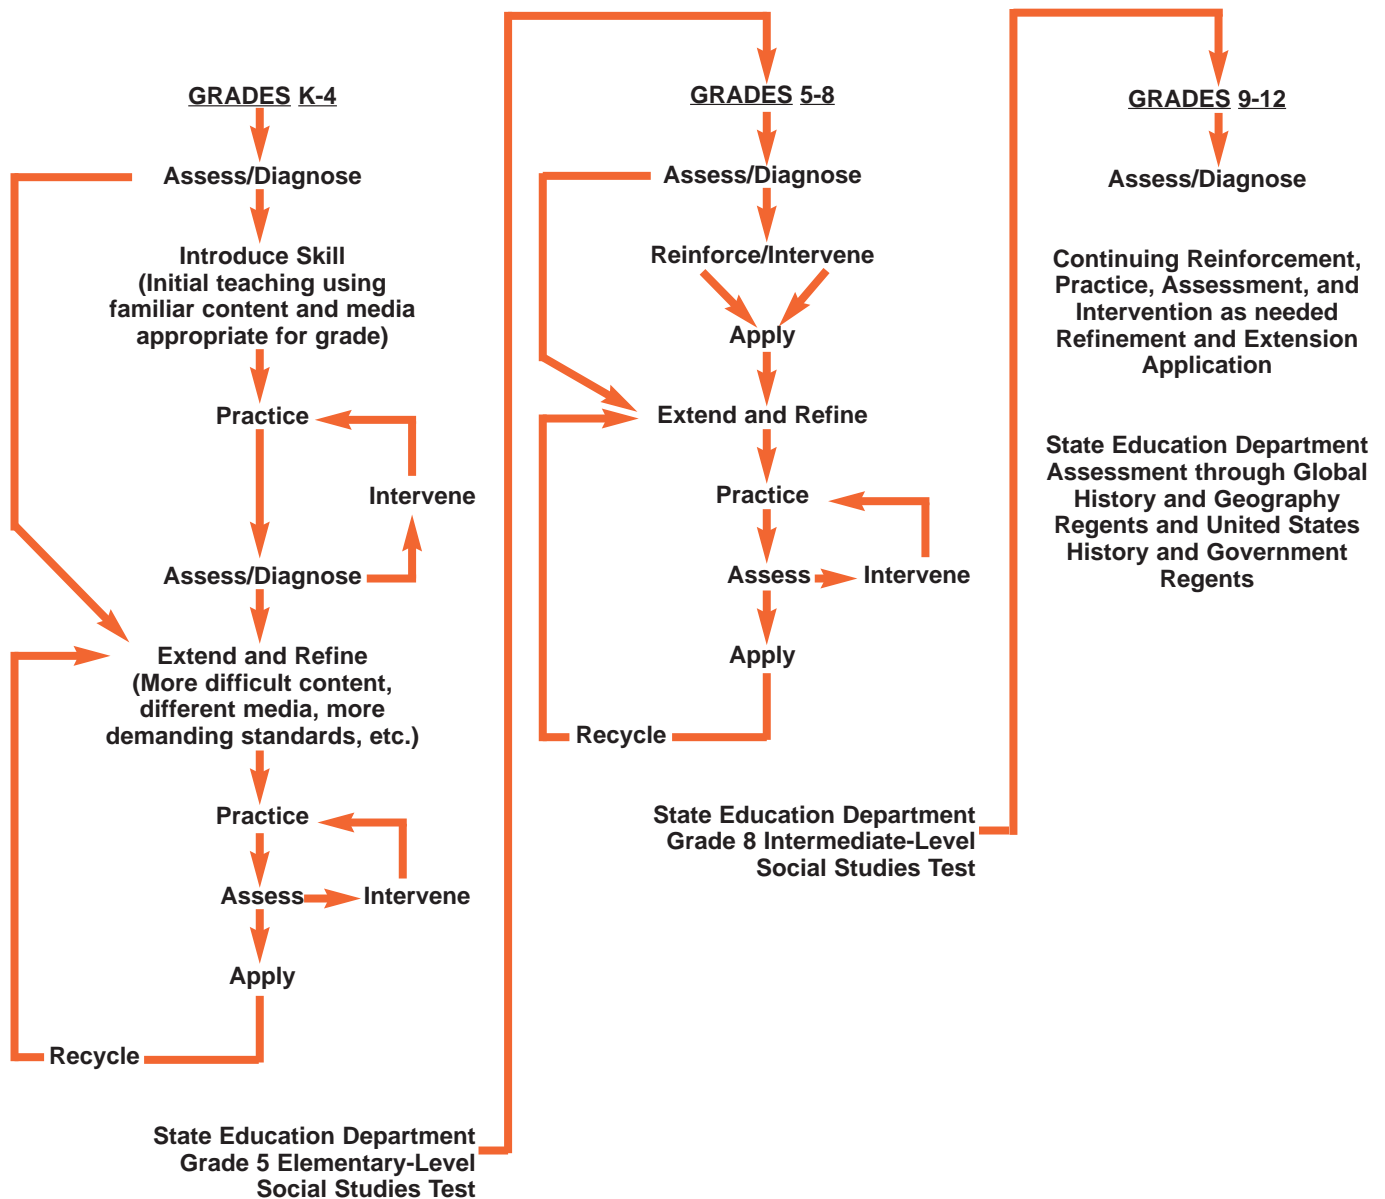 GRADES K-4
Assess/Diagnose
Introduce Skill
(Initial teaching using
familiar content and media
appropriate for grade)
Practice
Intervene
Assess/Diagnose
Extend and Refine
(More difficult content,
different media, more
demanding standards, etc.)
Practice
Assess
Intervene
Apply
Recycle
State Education Department
Grade 5 Elementary-Level
Social Studies Test
GRADES 5-8
Assess/Diagnose
Reinforce/Intervene
Apply
Extend and Refine
Practice
Assess
Intervene
Apply
Recycle
State Education Department
Grade 8 Intermediate-Level
Social Studies Test
GRADES 9-12
Assess/Diagnose
Continuing Reinforcement,
Practice, Assessment, and
Intervention as needed
Refinement and Extension
Application
State Education Department
Assessment through Global
History and Geography
Regents and United States
History and Government
Regents